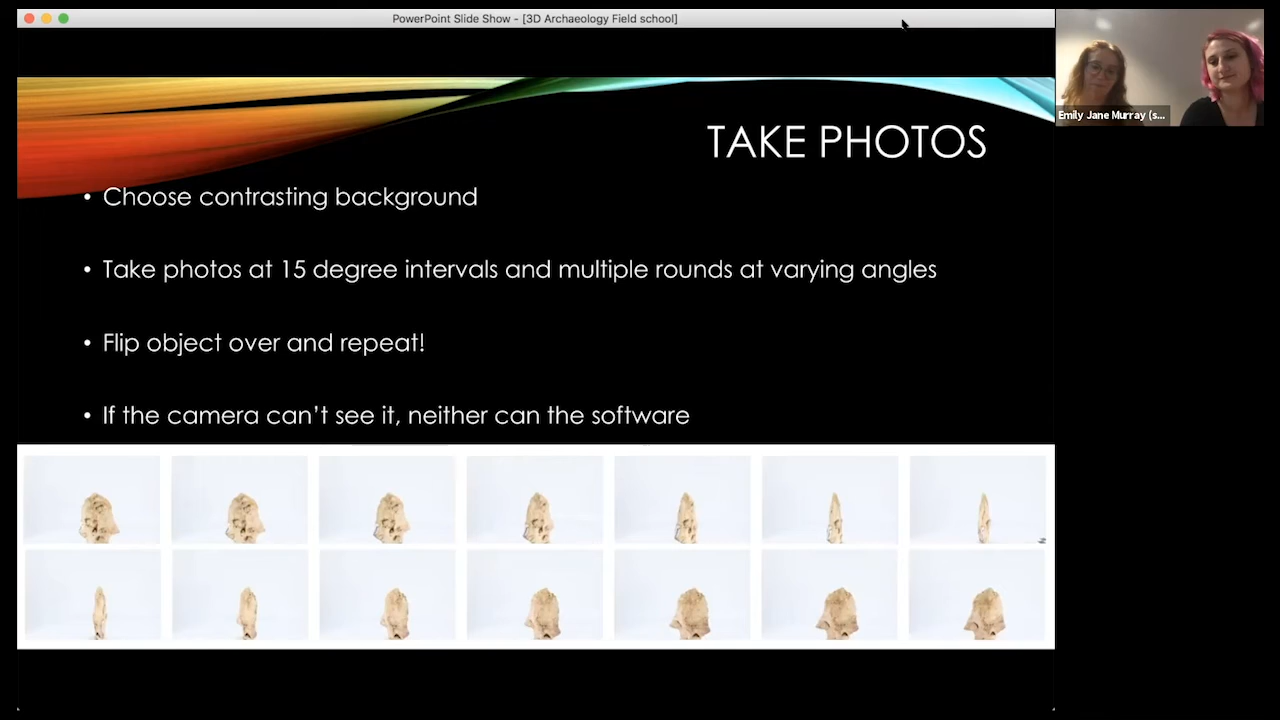 PowerPoint Slide Show - [3D Archaeology Field school]
Emily Jane Murray (s...
TAKE PHOTOS
• Choose contrasting background
• Take photos at 15 degree intervals and multiple rounds at varying angles
• Flip object over and repeat!
• If the camera can't see it, neither can the software